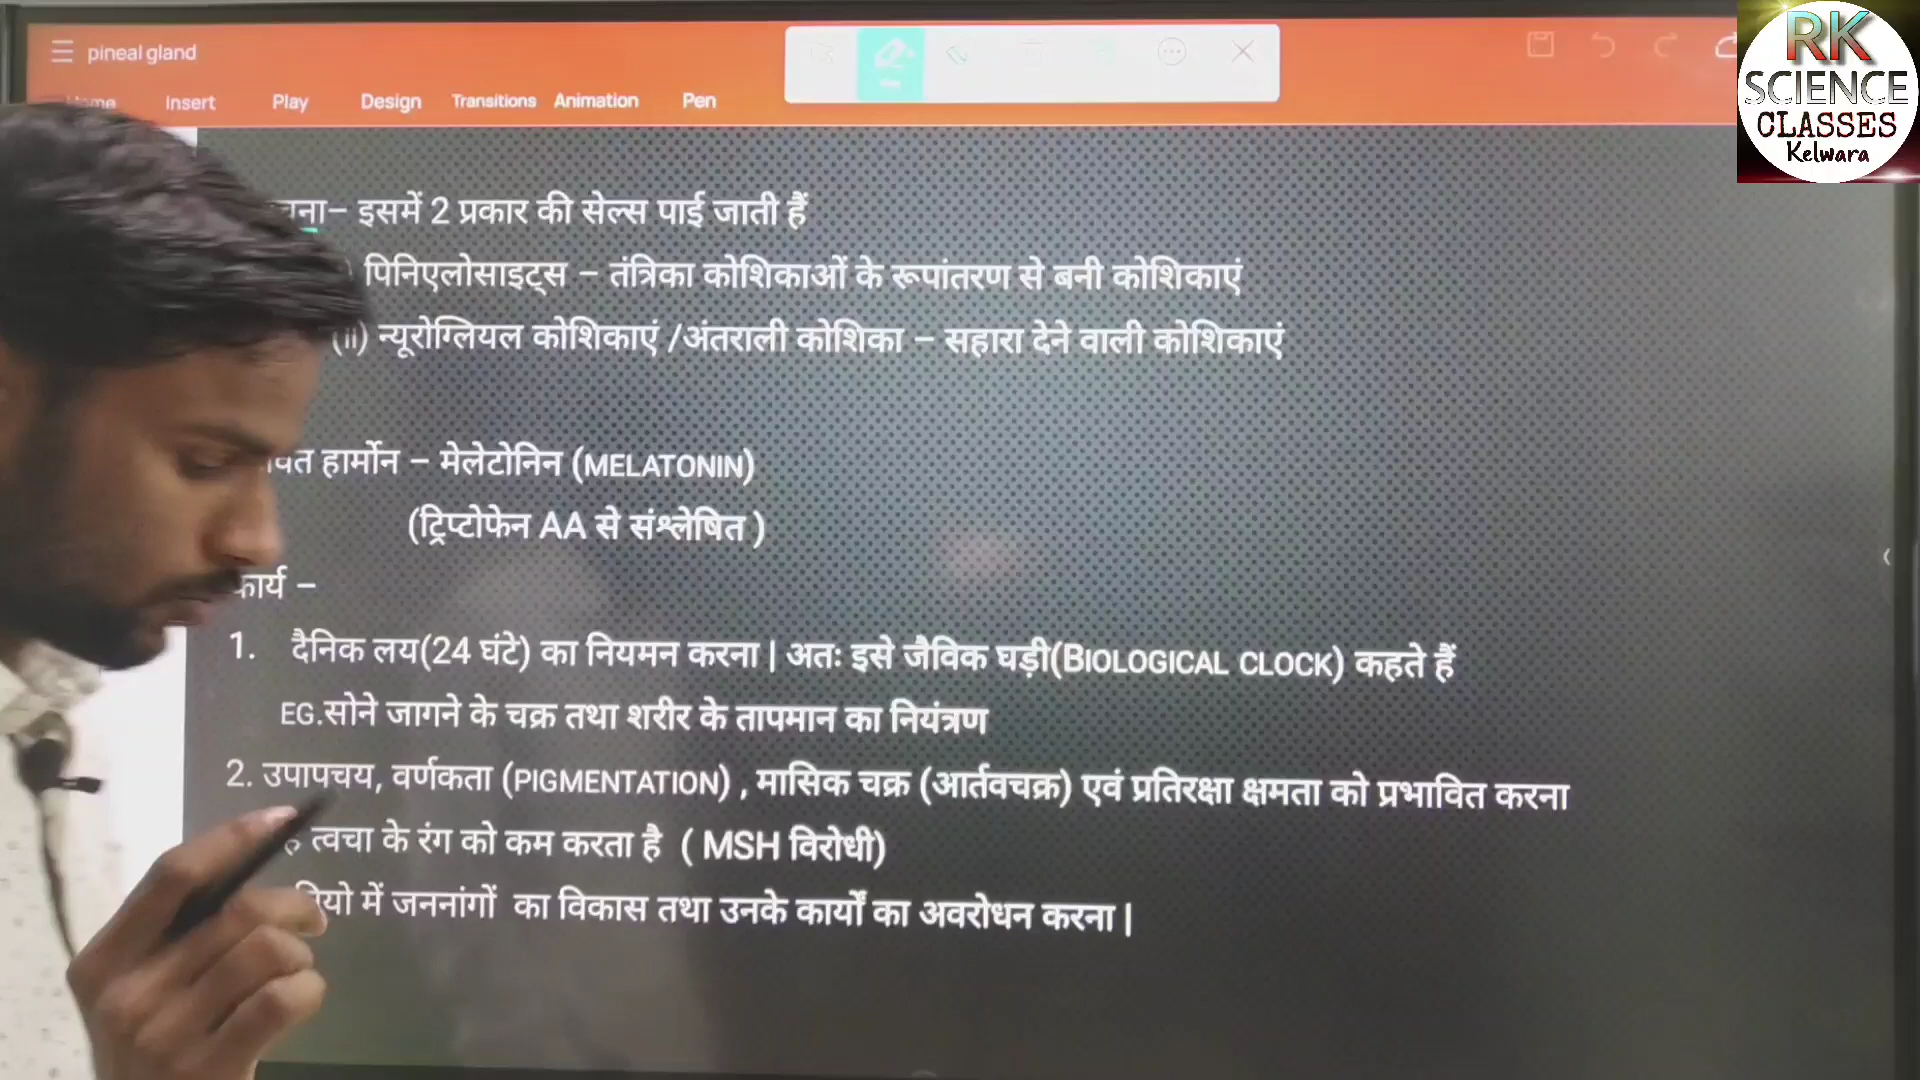 pineal gland
RK
SCIENCE
CLASSES
Kelwara
Insert Play Design Transitions Animation Pen
– इसमें 2 प्रकार की सेल्स पाई जाती हैं
पिनिएलोसाइट्स – तंत्रिका कोशिकाओं के रूपांतरण से बनी कोशिकाएं
(ii) न्यूरोग्लियल कोशिकाएं /अंतराली कोशिका – सहारा देने वाली कोशिकाएं
हार्मोन – मेलेटोनिन (MELATONIN)
(ट्रिप्टोफेन AA से संश्लेषित )
कार्य –
1. दैनिक लय(24 घंटे) का नियमन करना | अतः इसे जैविक घड़ी(BIOLOGICAL CLOCK) कहते हैं
EG.सोने जागने के चक्र तथा शरीर के तापमान का नियंत्रण
2. उपापचय, वर्णकता (PIGMENTATION) , मासिक चक्र (आर्तवचक्र) एवं प्रतिरक्षा क्षमता को प्रभावित करना
त्वचा के रंग को कम करता है ( MSH विरोधी)
में जननांगों का विकास तथा उनके कार्यों का अवरोधन करना |